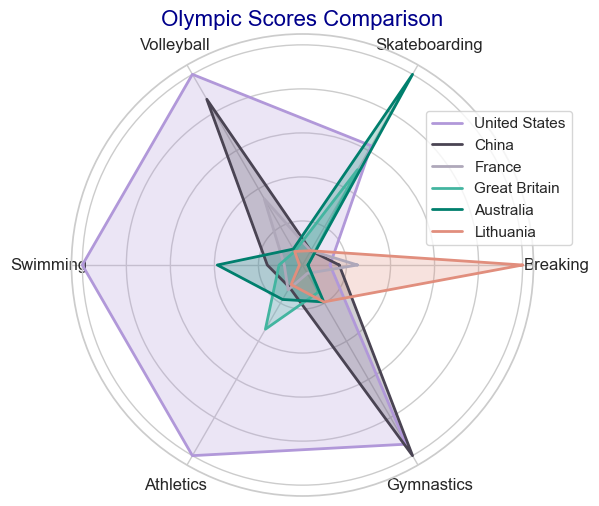 Olympic Scores Comparison
Volleyball
Skateboarding
United States
China
France
Great Britain
Australia
Lithuania
Swimming
Breaking
Athletics
Gymnastics